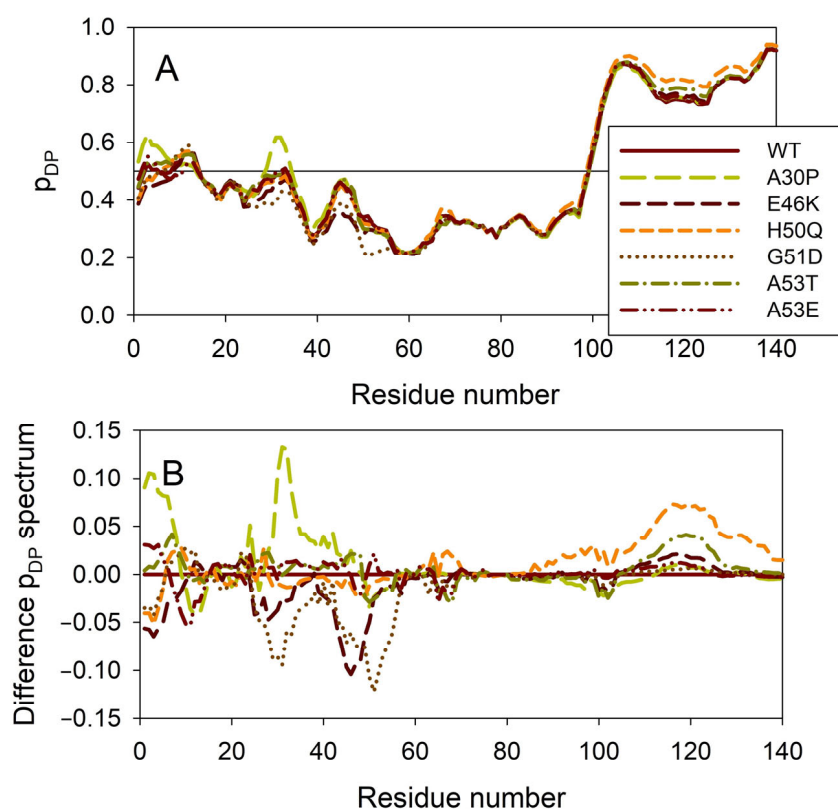 A
1.0
0.8
0.6
0.4
0.2
0.0
pDP
0 20 40 60 80 100 120 140
Residue number
WT
A30P
E46K
H50Q
G51D
A53T
A53E
B
0.15
0.10
0.05
0.00
−0.05
−0.10
−0.15
Difference pDP spectrum
0 20 40 60 80 100 120 140
Residue number